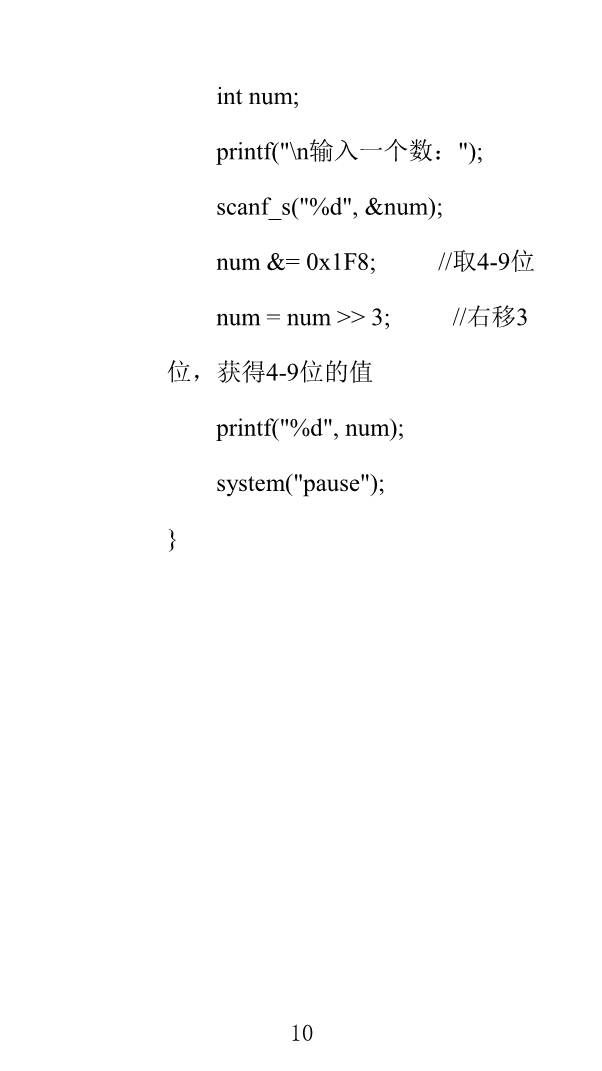 int num;
printf("\n输入一个数：");
scanf_s("%d", &num);
num &= 0x1F8; //取4-9位
num = num >> 3; //右移3
位，获得4-9位的值
printf("%d", num);
system("pause");
}
10